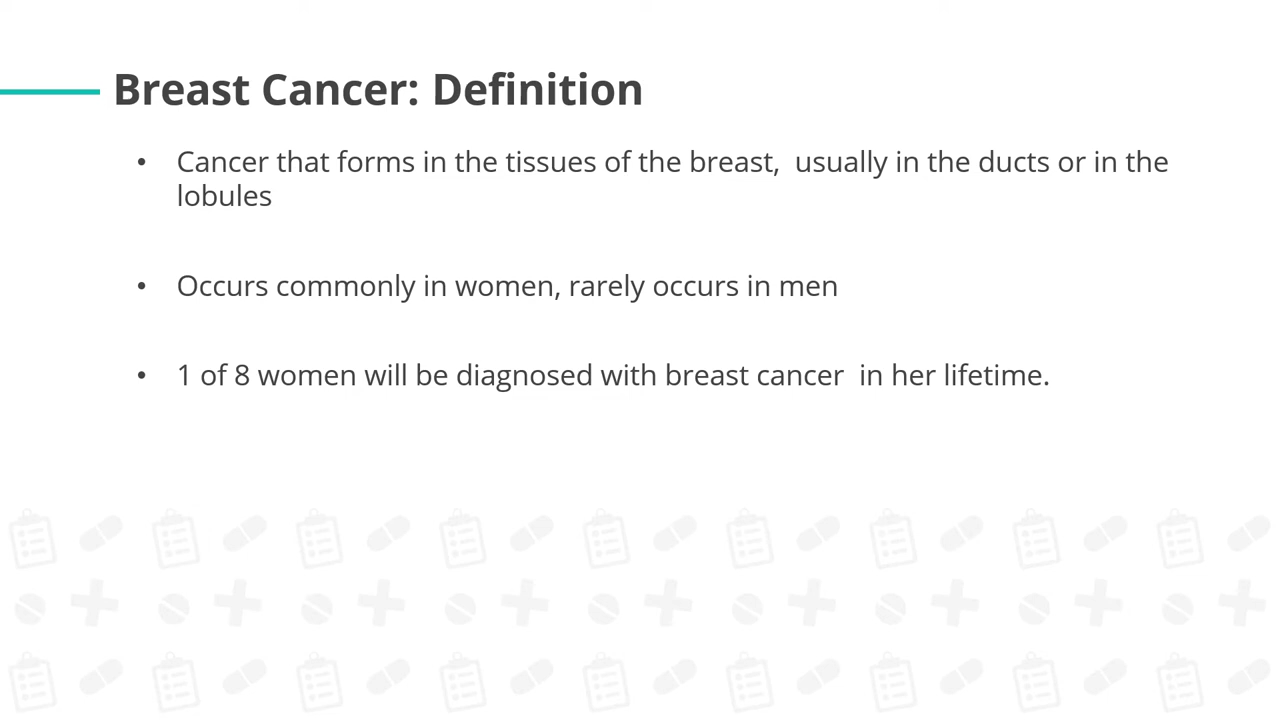 Breast Cancer: Definition
• Cancer that forms in the tissues of the breast,  usually in the ducts or in the
lobules
• Occurs commonly in women, rarely occurs in men
• 1 of 8 women will be diagnosed with breast cancer  in her lifetime.